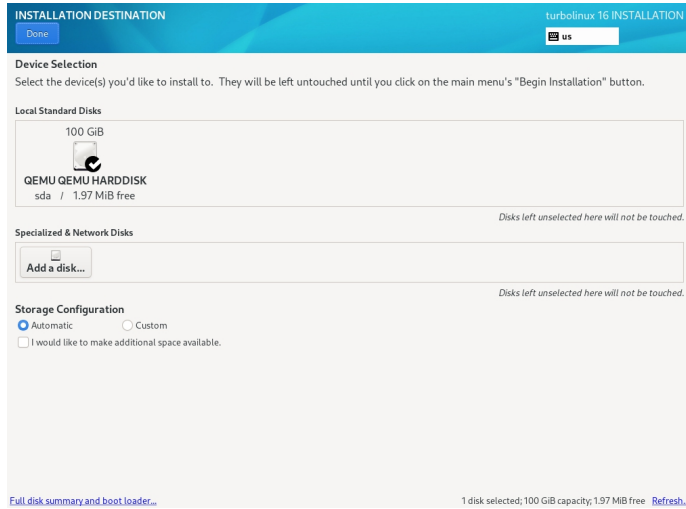 INSTALLATION DESTINATION
turbolinux 16 INSTALLATION
Done
us
Device Selection
Select the device(s) you'd like to install to. They will be left untouched until you click on the main menu's "Begin Installation" button.
Local Standard Disks
100 GiB
QEMU QEMU HARDDISK
sda / 1.97 MiB free
Disks left unselected here will not be touched.
Specialized & Network Disks
Add a disk...
Disks left unselected here will not be touched.
Storage Configuration
Automatic Custom
I would like to make additional space available.
Full disk summary and boot loader... 1 disk selected; 100 GiB capacity; 1.97 MiB free Refresh.